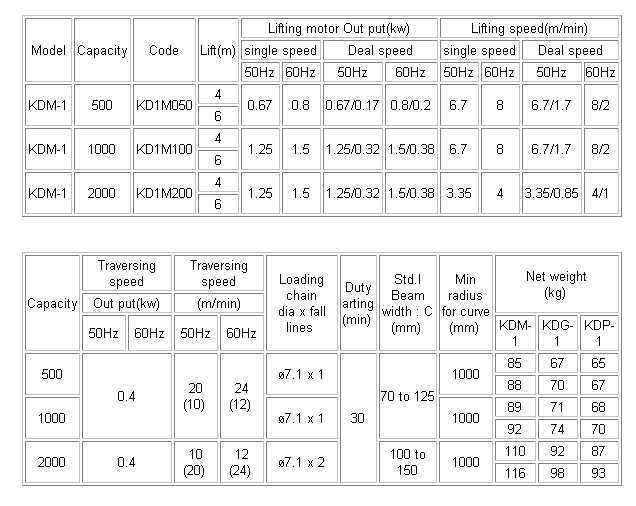 Model Capacity Code Lift(m) Lifting motor Out put(kw) Lifting speed(m/min)
single speed Deal speed single speed Deal speed
50Hz 60Hz 50Hz 60Hz 50Hz 60Hz 50Hz 60Hz
KDM-1 500 KD1M050 4 0.67 0.8 0.67/0.17 0.8/0.2 6.7 8 6.7/1.7 8/2
6
KDM-1 1000 KD1M100 4 1.25 1.5 1.25/0.32 1.5/0.38 6.7 8 6.7/1.7 8/2
6
KDM-1 2000 KD1M200 4 1.25 1.5 1.25/0.32 1.5/0.38 3.35 4 3.35/0.85 4/1
6
Capacity
Traversing
speed
Out put(kw)
50Hz 60Hz
Traversing
speed
(m/min)
50Hz 60Hz
Loading
chain
dia x fall
lines
Duty
arting
(min)
Std.I
Beam
width : C
(mm)
Min
radius
for curve
(mm)
Net weight
(kg)
KDM-
1
KDG-
1
KDP-
1
500
0.4
20
(10)
24
(12)
ø7.1 x 1
30
70 to 125
1000
85 67 65
88 70 67
1000
ø7.1 x 1
1000
89 71 68
92 74 70
2000
0.4
10
(20)
12
(24)
ø7.1 x 2
100 to
150
1000
110 92 87
116 98 93